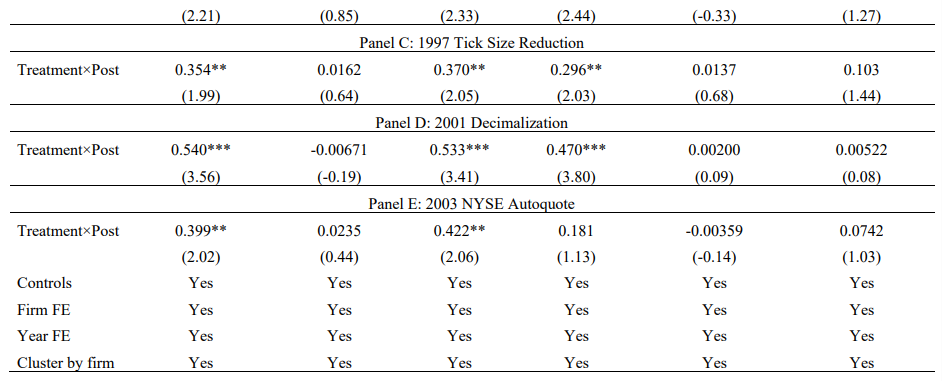 (2.21) (0.85) (2.33) (2.44) (-0.33) (1.27)
Panel C: 1997 Tick Size Reduction
Treatment×Post 0.354** 0.0162 0.370** 0.296** 0.0137 0.103
(1.99) (0.64) (2.05) (2.03) (0.68) (1.44)
Panel D: 2001 Decimalization
Treatment×Post 0.540*** -0.00671 0.533*** 0.470*** 0.00200 0.00522
(3.56) (-0.19) (3.41) (3.80) (0.09) (0.08)
Panel E: 2003 NYSE Autoquote
Treatment×Post 0.399** 0.0235 0.422** 0.181 -0.00359 0.0742
(2.02) (0.44) (2.06) (1.13) (-0.14) (1.03)
Controls Yes Yes Yes Yes Yes Yes
Firm FE Yes Yes Yes Yes Yes Yes
Year FE Yes Yes Yes Yes Yes Yes
Cluster by firm Yes Yes Yes Yes Yes Yes